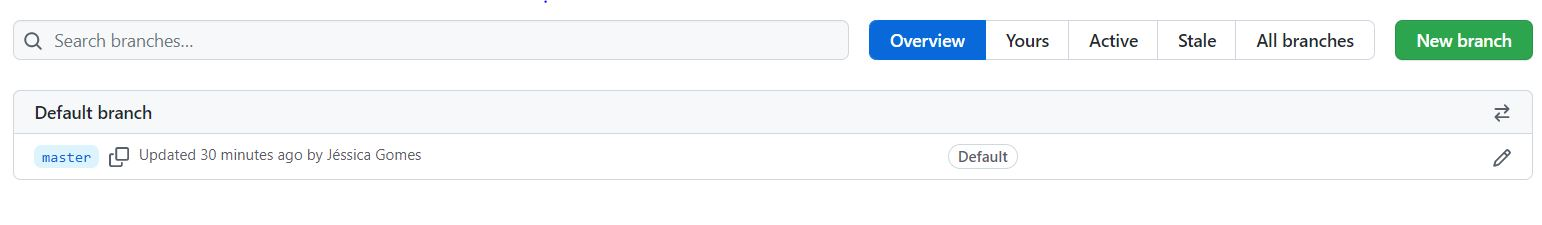 Search branches...
Overview Yours Active Stale All branches New branch
Default branch
master Updated 30 minutes ago by Jéssica Gomes Default